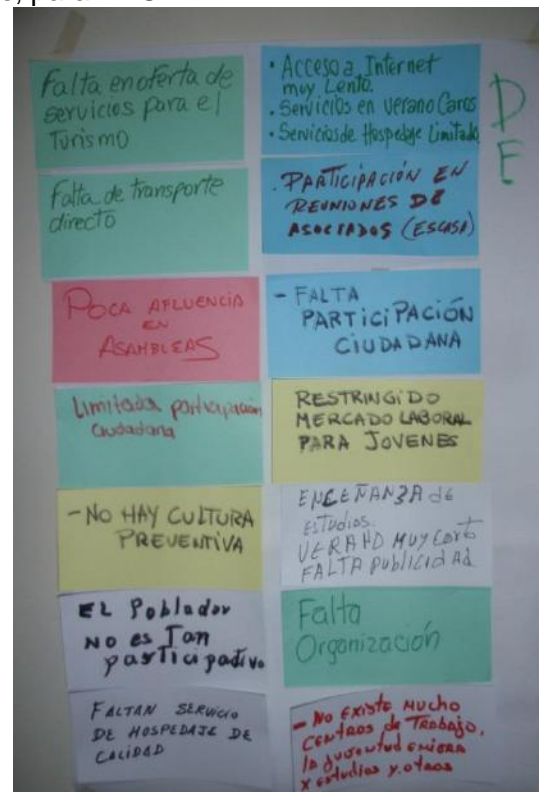 Falta en oferta de
servicios para el
Turismo
Falta de transporte
directo
POCA AFLUENCIA
EN
ASAMBLEAS
Limitada participación
ciudadana
- NO HAY CULTURA
PREVENTIVA
EL Poblador
NO es Tan
participativo
FALTAN SERVICIO
DE HOSPEDAJE DE
CALIDAD
• Acceso a Internet
muy Lento.
• Servicios en verano Caros
• Servicios de Hospedaje Limitado
. PARTICIPACIÓN EN
REUNIONES DE
ASOCIADOS (ESCASA)
- FALTA
PARTICIPACIÓN
CIUDADANA
RESTRINGIDO
MERCADO LABORAL
PARA JOVENES
ENCEÑANZA de
estudios.
VERANO MUY Corto
FALTA PUBLICIDAD
Falta
Organización
- No EXISTE MUCHO
CENTROS DE TRABAJO,
la juventud EMIGRA
x estudios y otros
D
E